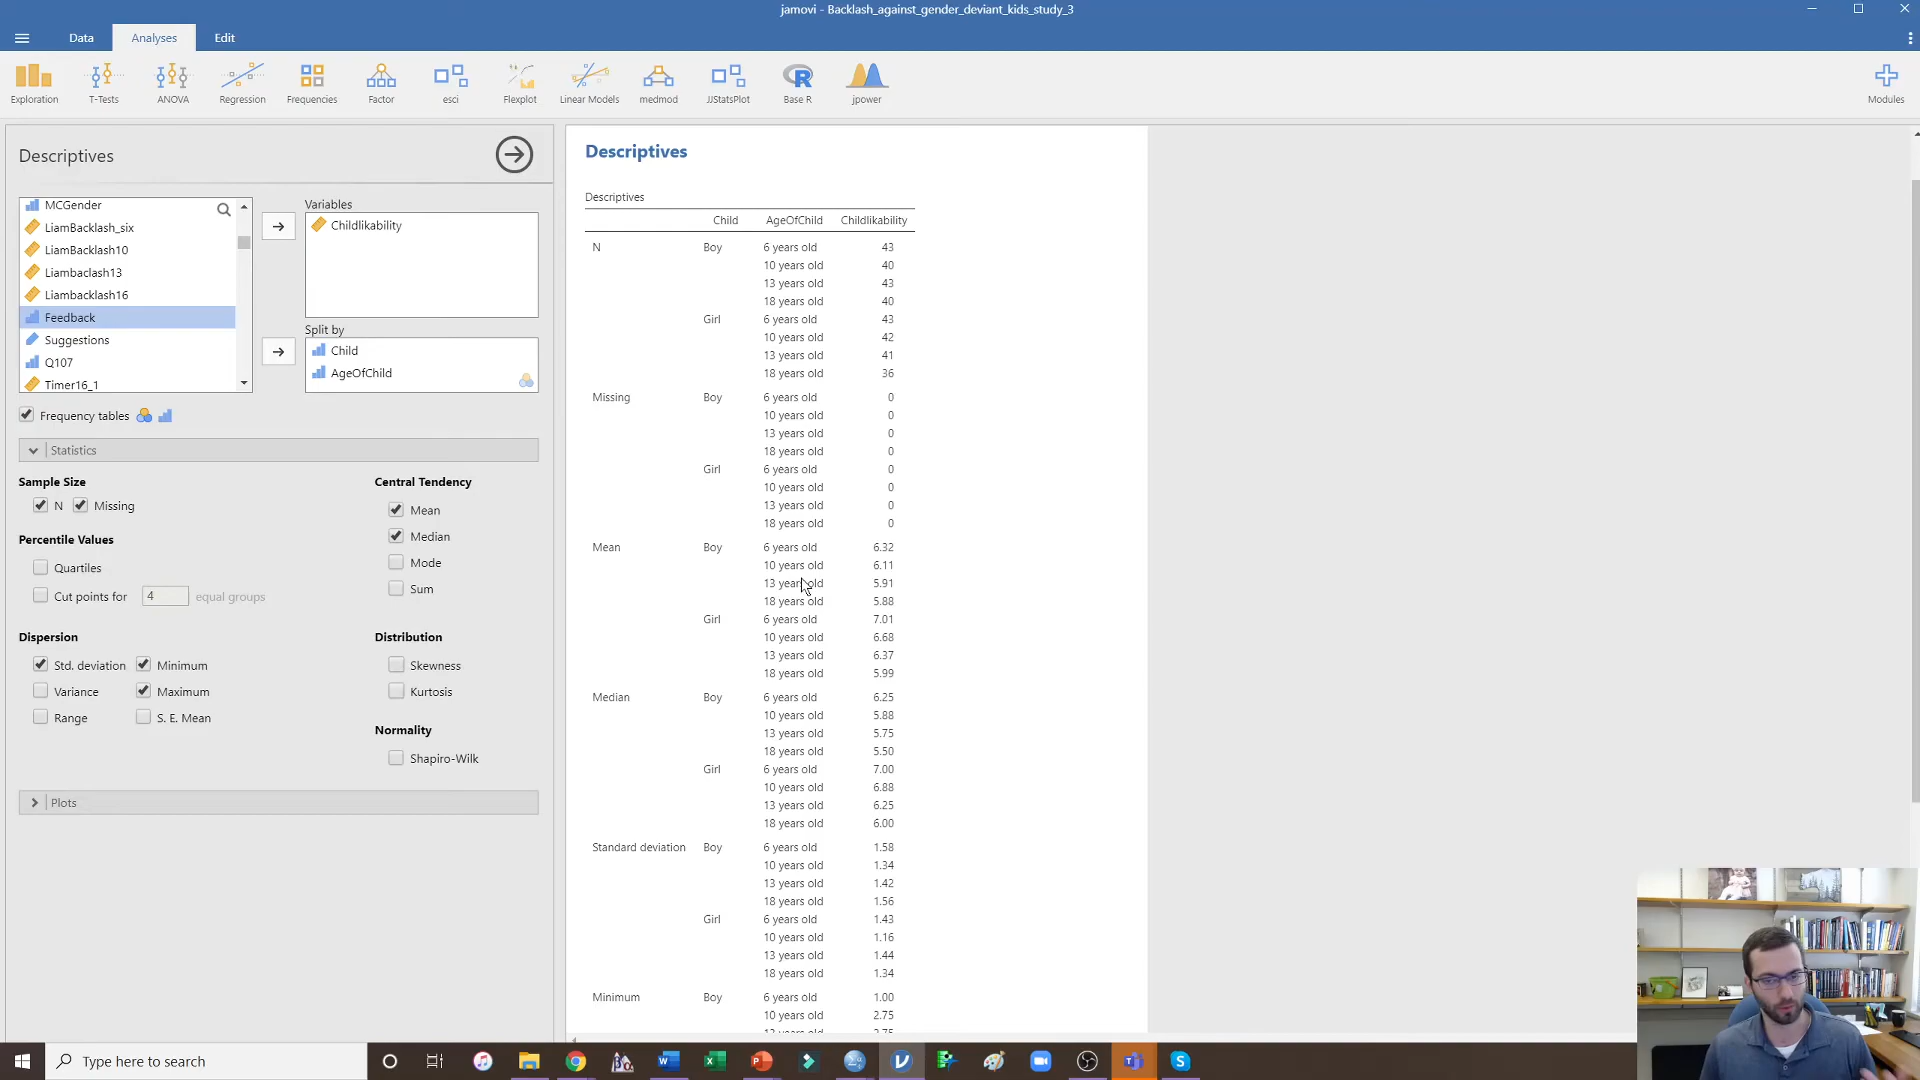 jamovi - Backlash_against_gender_deviant_kids_study_3
Data Analyses Edit
Exploration T-Tests ANOVA Regression Frequencies Factor esci Flexplot Linear Models medmod JJStatsPlot Base R jpower Modules
Descriptives
MCGender
LiamBacklash_six
LiamBacklash10
Liambaclash13
Liambacklash16
Feedback
Suggestions
Q107
Timer16_1
Variables
Childlikability
Split by
Child
AgeOfChild
Frequency tables
Statistics
Sample Size
N Missing
Percentile Values
Quartiles
Cut points for 4 equal groups
Dispersion
Std. deviation Minimum
Variance Maximum
Range S. E. Mean
Central Tendency
Mean
Median
Mode
Sum
Distribution
Skewness
Kurtosis
Normality
Shapiro-Wilk
Plots
Descriptives
Descriptives
Child AgeOfChild Childlikability
N Boy 6 years old 43
10 years old 40
13 years old 43
18 years old 40
Girl 6 years old 43
10 years old 42
13 years old 41
18 years old 36
Missing Boy 6 years old 0
10 years old 0
13 years old 0
18 years old 0
Girl 6 years old 0
10 years old 0
13 years old 0
18 years old 0
Mean Boy 6 years old 6.32
10 years old 6.11
13 years old 5.91
18 years old 5.88
Girl 6 years old 7.01
10 years old 6.68
13 years old 6.37
18 years old 5.99
Median Boy 6 years old 6.25
10 years old 5.88
13 years old 5.75
18 years old 5.50
Girl 6 years old 7.00
10 years old 6.88
13 years old 6.25
18 years old 6.00
Standard deviation Boy 6 years old 1.58
10 years old 1.34
13 years old 1.42
18 years old 1.56
Girl 6 years old 1.43
10 years old 1.16
13 years old 1.44
18 years old 1.34
Minimum Boy 6 years old 1.00
10 years old 2.75
13 years old 2.75
Type here to search